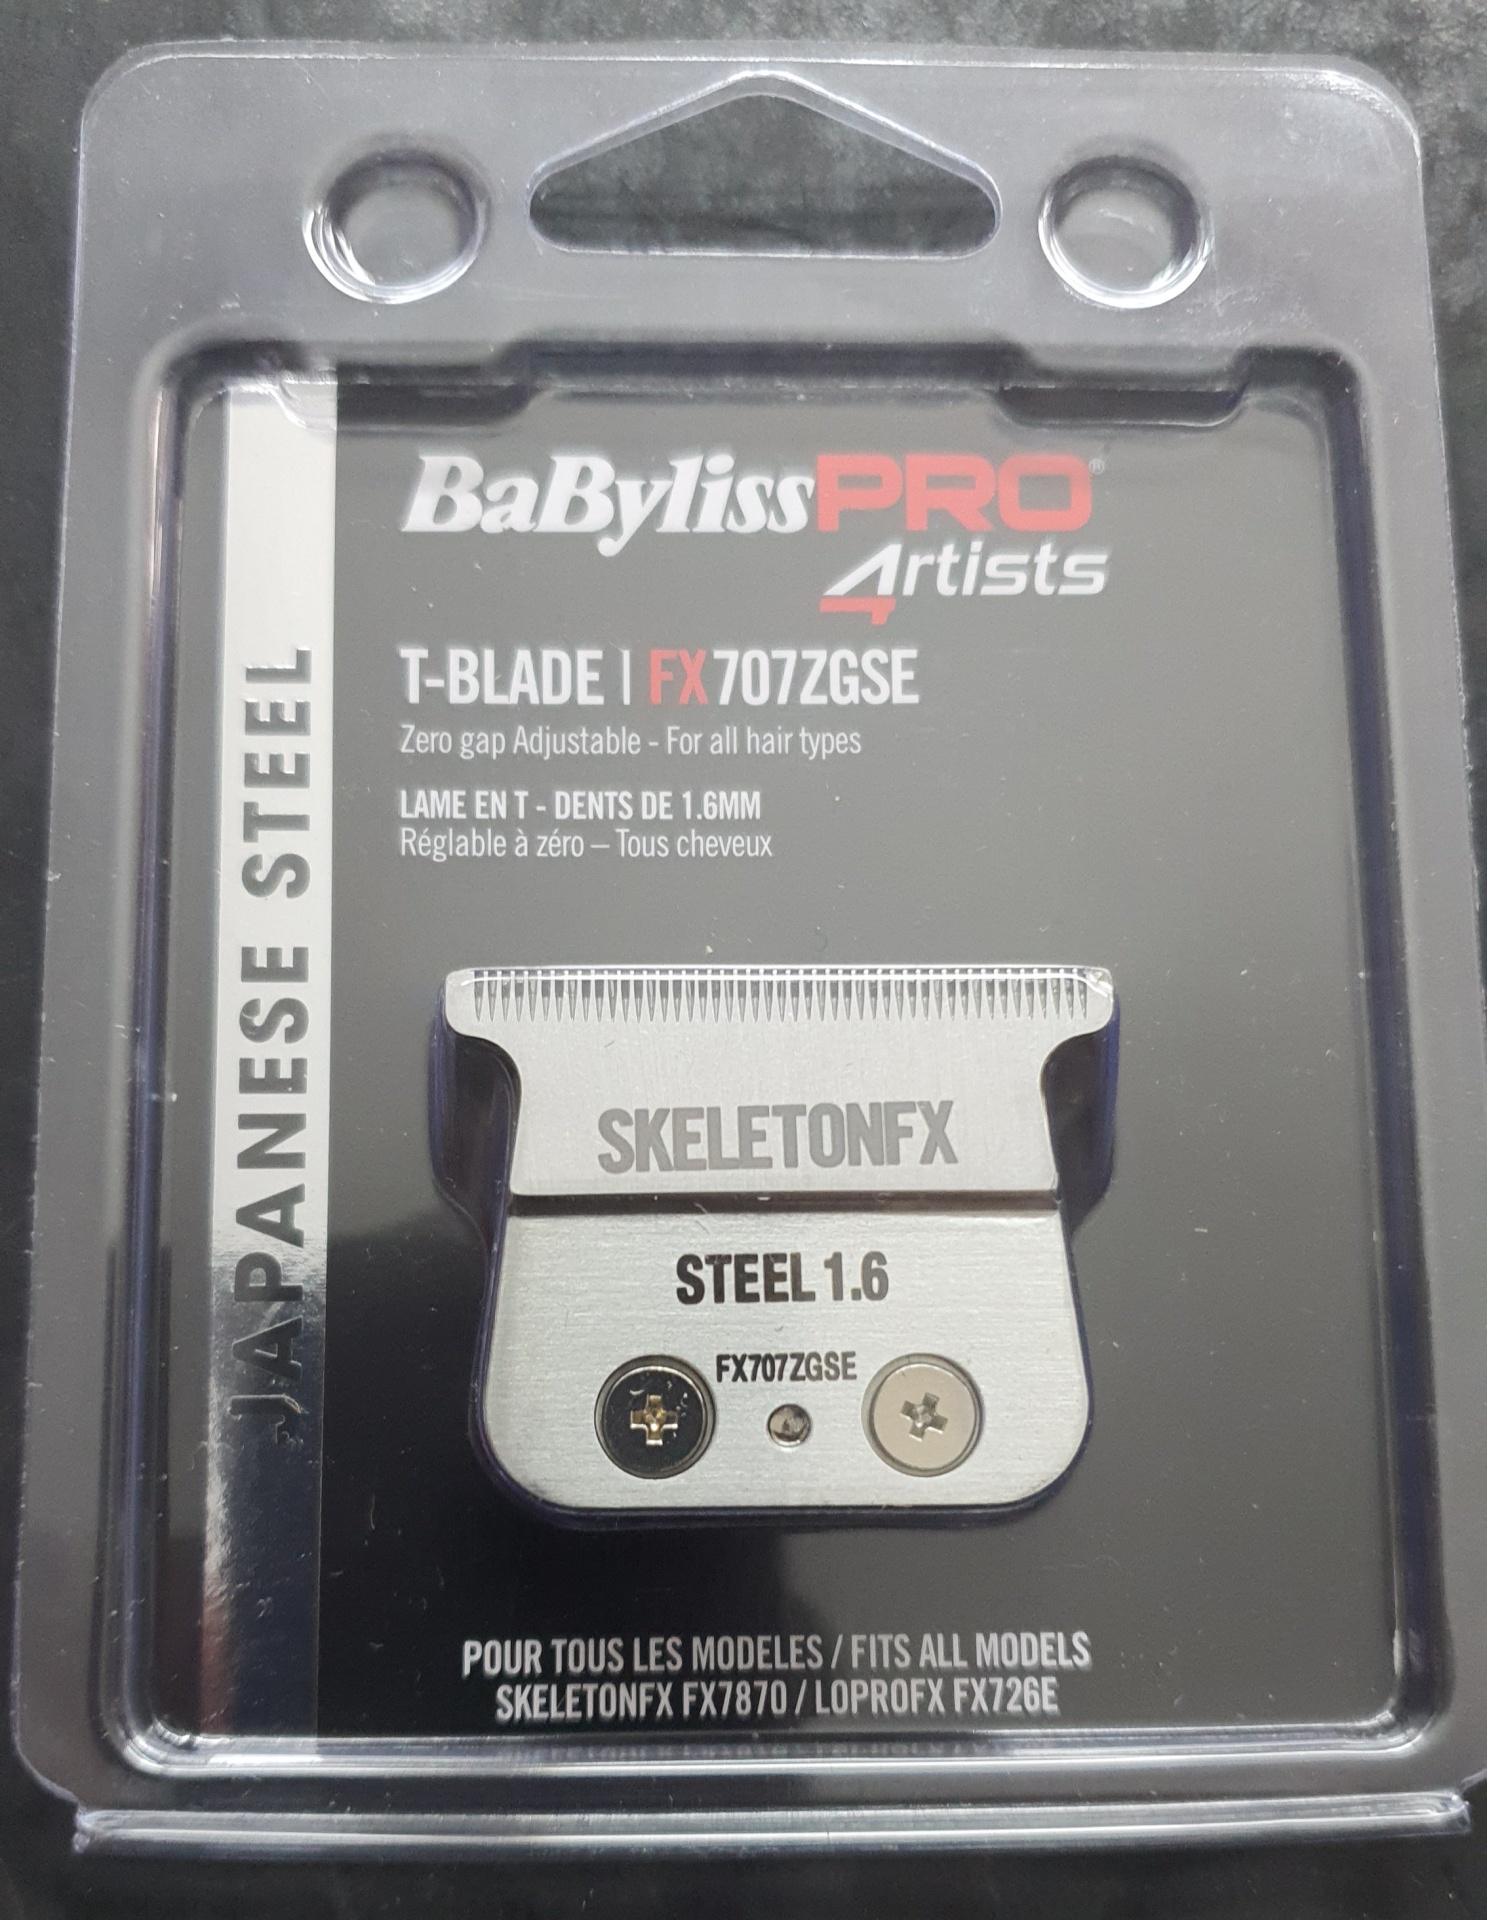 BaBylissPRO®
4rtists
T-BLADE | FX707ZGSE
Zero gap Adjustable - For all hair types
LAME EN T - DENTS DE 1.6MM
Réglable à zéro – Tous cheveux
JAPANESE STEEL
SKELETONFX
STEEL 1.6
FX707ZGSE
POUR TOUS LES MODELES / FITS ALL MODELS
SKELETONFX FX7870 / LOPROFX FX726E